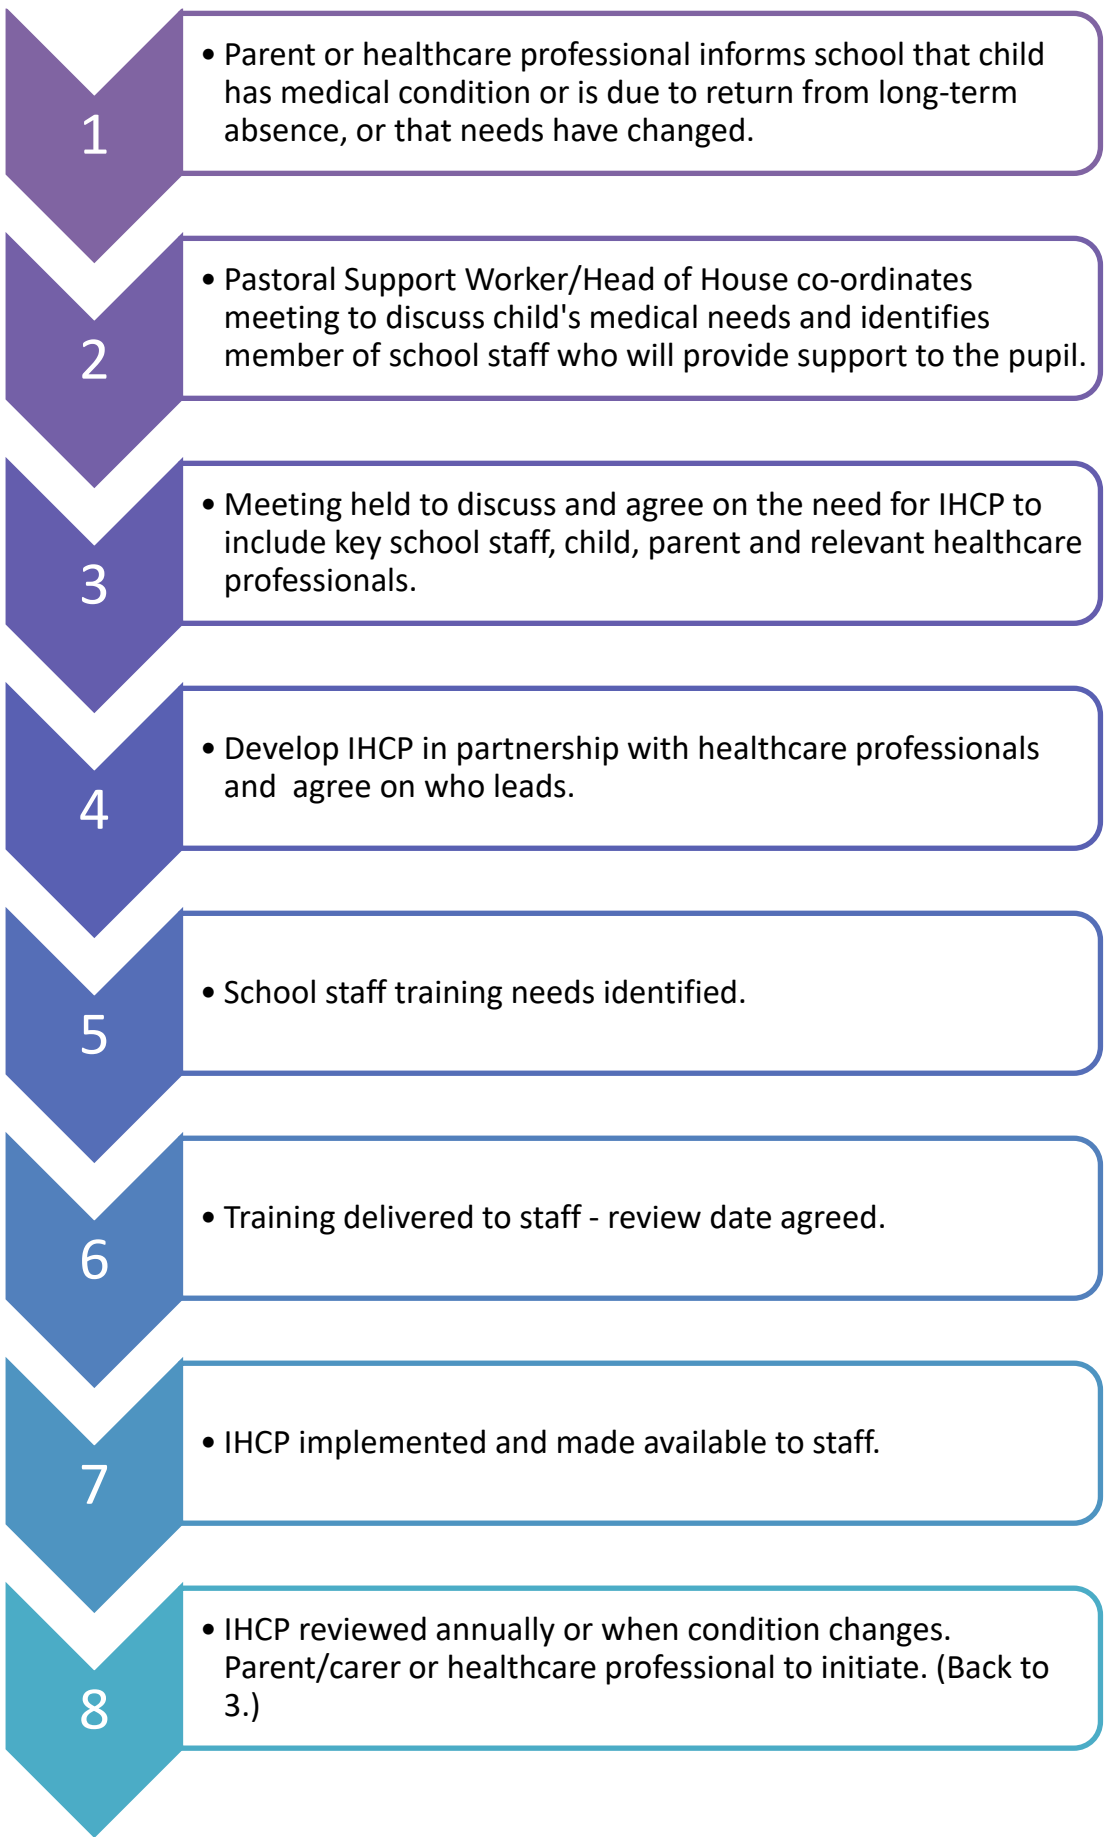 1
• Parent or healthcare professional informs school that child
has medical condition or is due to return from long-term
absence, or that needs have changed.
2
• Pastoral Support Worker/Head of House co-ordinates
meeting to discuss child's medical needs and identifies
member of school staff who will provide support to the pupil.
3
• Meeting held to discuss and agree on the need for IHCP to
include key school staff, child, parent and relevant healthcare
professionals.
4
• Develop IHCP in partnership with healthcare professionals
and  agree on who leads.
5
• School staff training needs identified.
6
• Training delivered to staff - review date agreed.
7
• IHCP implemented and made available to staff.
8
• IHCP reviewed annually or when condition changes.
Parent/carer or healthcare professional to initiate. (Back to
3.)